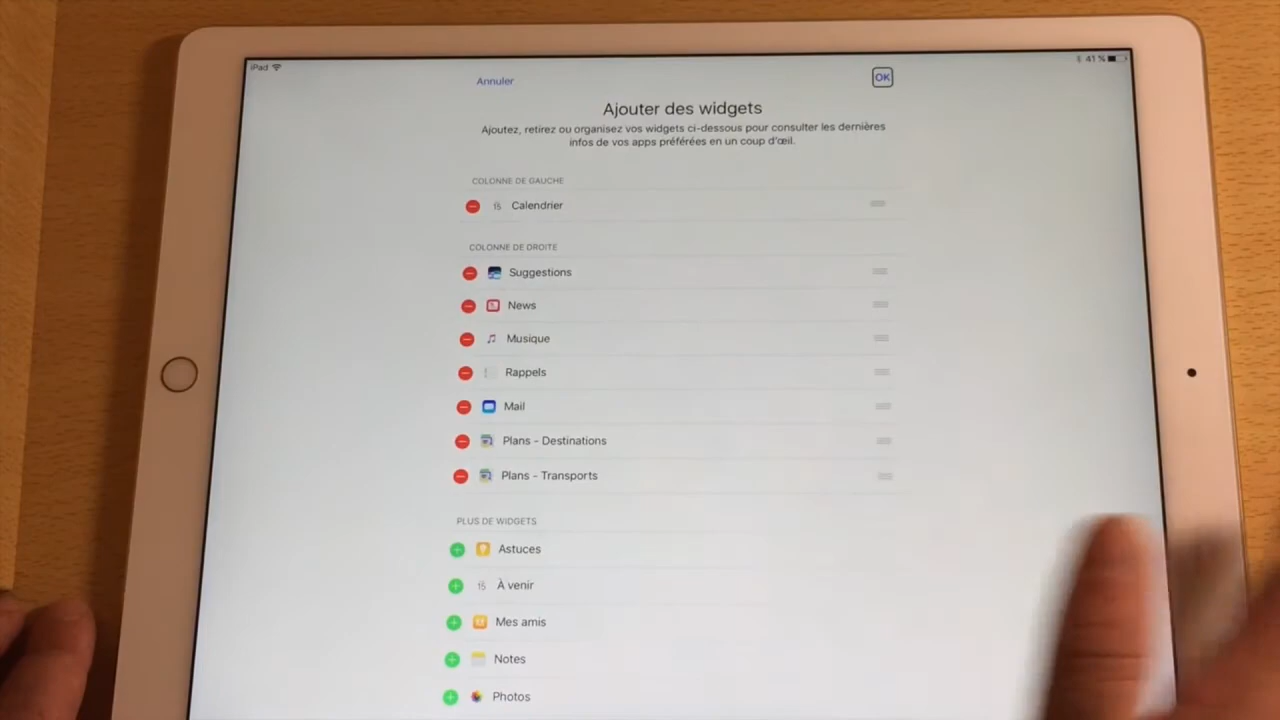 iPad
41 %
Annuler
OK
Ajouter des widgets
Ajoutez, retirez ou organisez vos widgets ci-dessous pour consulter les dernières
infos de vos apps préférées en un coup d'œil.
COLONNE DE GAUCHE
15 Calendrier
COLONNE DE DROITE
Suggestions
News
Musique
Rappels
Mail
Plans - Destinations
Plans - Transports
PLUS DE WIDGETS
Astuces
15 À venir
Mes amis
Notes
Photos